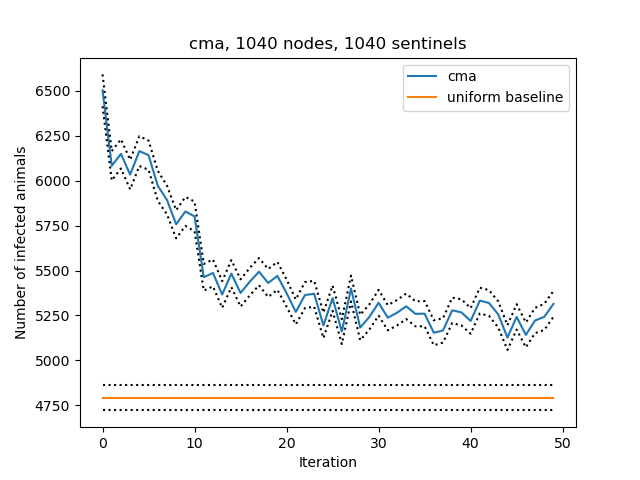 cma, 1040 nodes, 1040 sentinels
cma
uniform baseline
6500
6250
6000
5750
5500
5250
5000
4750
Number of infected animals
0 10 20 30 40 50
Iteration